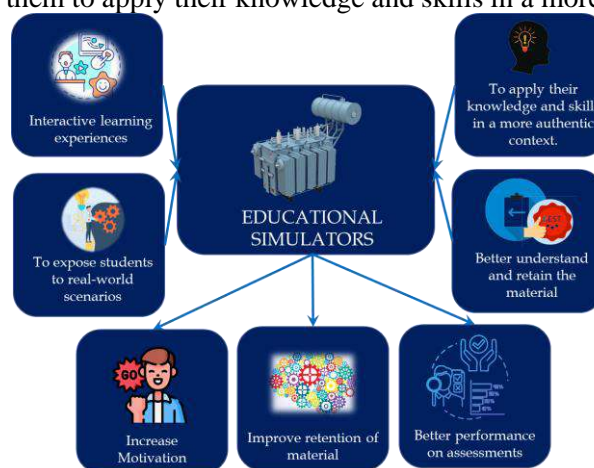 them to apply their knowledge and skills in a more
Interactive learning
experiences
To apply their
knowledge and skill
in a more authentic
context.
EDUCATIONAL
SIMULATORS
To expose students
to real-world
scenarios
Better understand
and retain the
material
GO
Increase
Motivation
Improve retention of
material
Better performance
on assessments